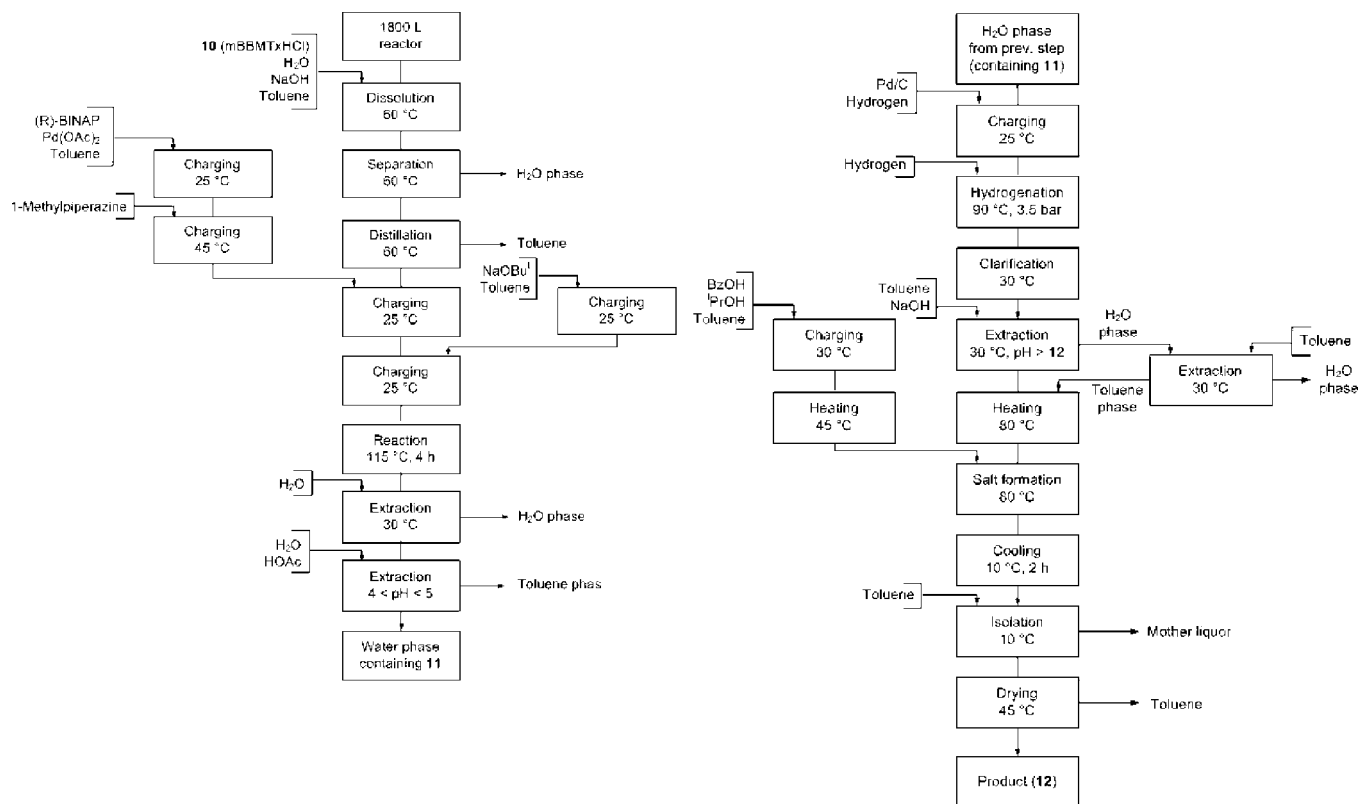 1800 L
reactor
10 (mBBMTxHCl)
H₂O
NaOH
Toluene
Dissolution
60 °C
(R)-BINAP
Pd(OAc)₂
Toluene
Charging
25 °C
Separation
60 °C
H₂O phase
1-Methylpiperazine
Charging
45 °C
Distillation
60 °C
Toluene
NaOBuᵗ
Toluene
Charging
25 °C
Charging
25 °C
Charging
25 °C
Reaction
115 °C, 4 h
H₂O
Extraction
30 °C
H₂O phase
H₂O
HOAc
Extraction
4 < pH < 5
Toluene phas
Water phase
containing 11
H₂O phase
from prev. step
(containing 11)
Pd/C
Hydrogen
Charging
25 °C
Hydrogen
Hydrogenation
90 °C, 3.5 bar
Clarification
30 °C
BzOH
ⁱPrOH
Toluene
Toluene
NaOH
Charging
30 °C
Extraction
30 °C, pH > 12
H₂O
phase
Toluene
Extraction
30 °C
H₂O
phase
Toluene
phase
Heating
45 °C
Heating
80 °C
Salt formation
80 °C
Cooling
10 °C, 2 h
Toluene
Isolation
10 °C
Mother liquor
Drying
45 °C
Toluene
Product (12)